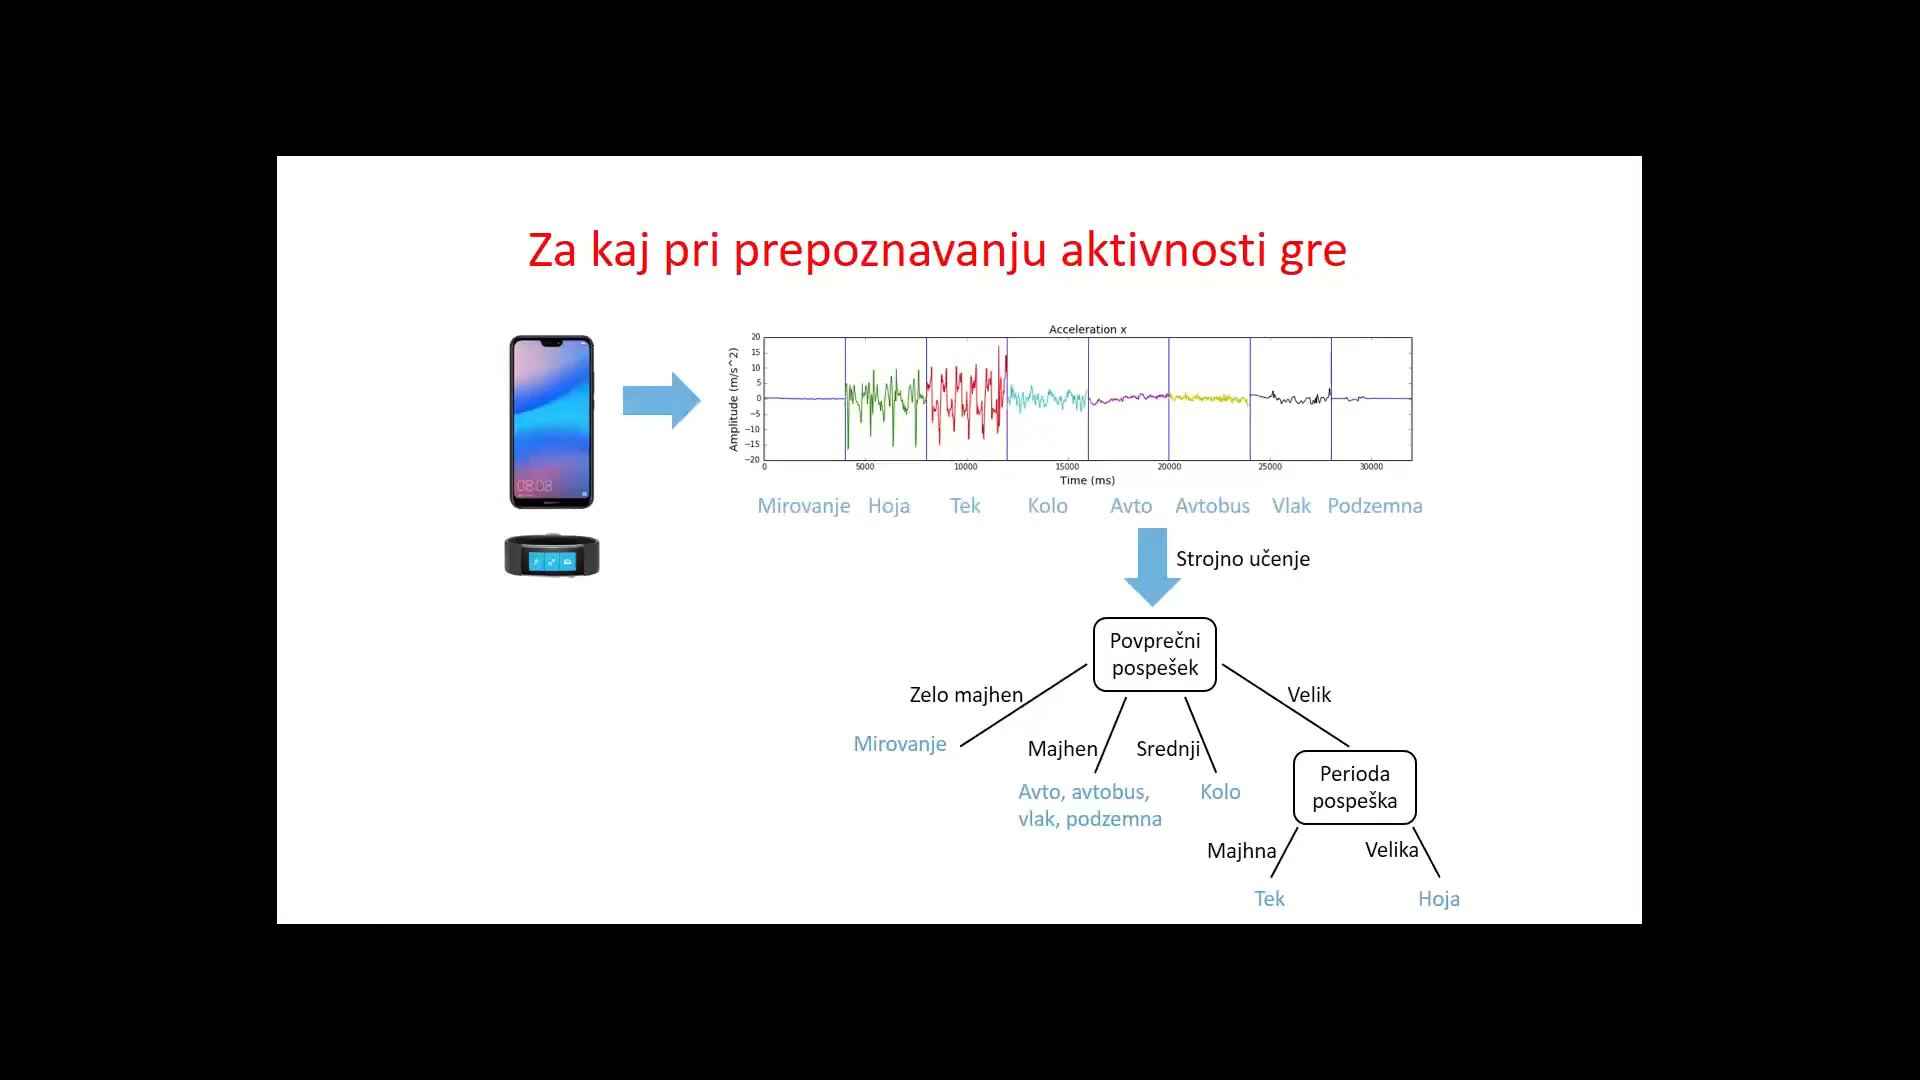 Za kaj pri prepoznavanju aktivnosti gre
Acceleration x
Amplitude (m/s^2)
20
15
10
5
0
−5
−10
−15
−20
0 5000 10000 15000 20000 25000 30000
Time (ms)
08:08
Mirovanje Hoja Tek Kolo Avto Avtobus Vlak Podzemna
Strojno učenje
Povprečni
pospešek
Zelo majhen
Velik
Mirovanje
Majhen
Srednji
Avto, avtobus,
vlak, podzemna
Kolo
Perioda
pospeška
Majhna
Velika
Tek
Hoja